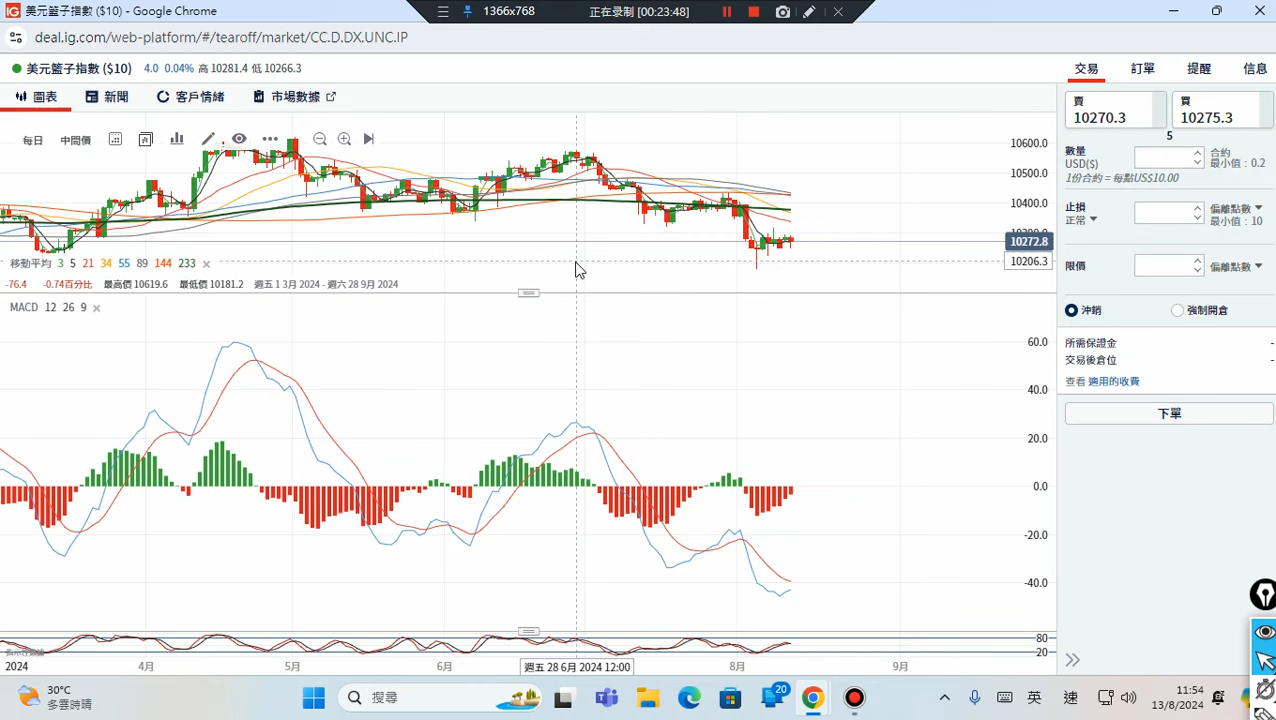 IG 美元籃子指數 ($10) - Google Chrome
1366x768
正在录制 [00:23:48]
deal.ig.com/web-platform/#/tearoff/market/CC.D.DX.UNC.IP
美元籃子指數 ($10) 4.0 0.04% 高 10281.4 低 10266.3
交易 訂單 提醒 信息
圖表 新聞 客戶情緒 市場數據
每日 中間價
賣 10270.3
買 10275.3
5
數量 USD($) 合約 最小值 : 0.2
1份合約 = 每點US$10.00
止損 正常 偏離點數 最小值 : 10
限價 偏離點數
沖銷 強制開倉
所需保證金 -
交易後倉位 -
查看 適用的收費
下單
10600.0
10500.0
10400.0
10272.8
10206.3
移動平均 3 5 21 34 55 89 144 233
-76.4 -0.74百分比 最高價 10619.6 最低價 10181.2 週五 1 3月 2024 - 週六 28 9月 2024
MACD 12 26 9
60.0
40.0
20.0
0.0
-20.0
-40.0
80
20
2024 4月 5月 6月 週五 28 6月 2024 12:00 8月 9月
30°C
多雲時晴
搜尋
20
英 速
11:54
13/8/2024